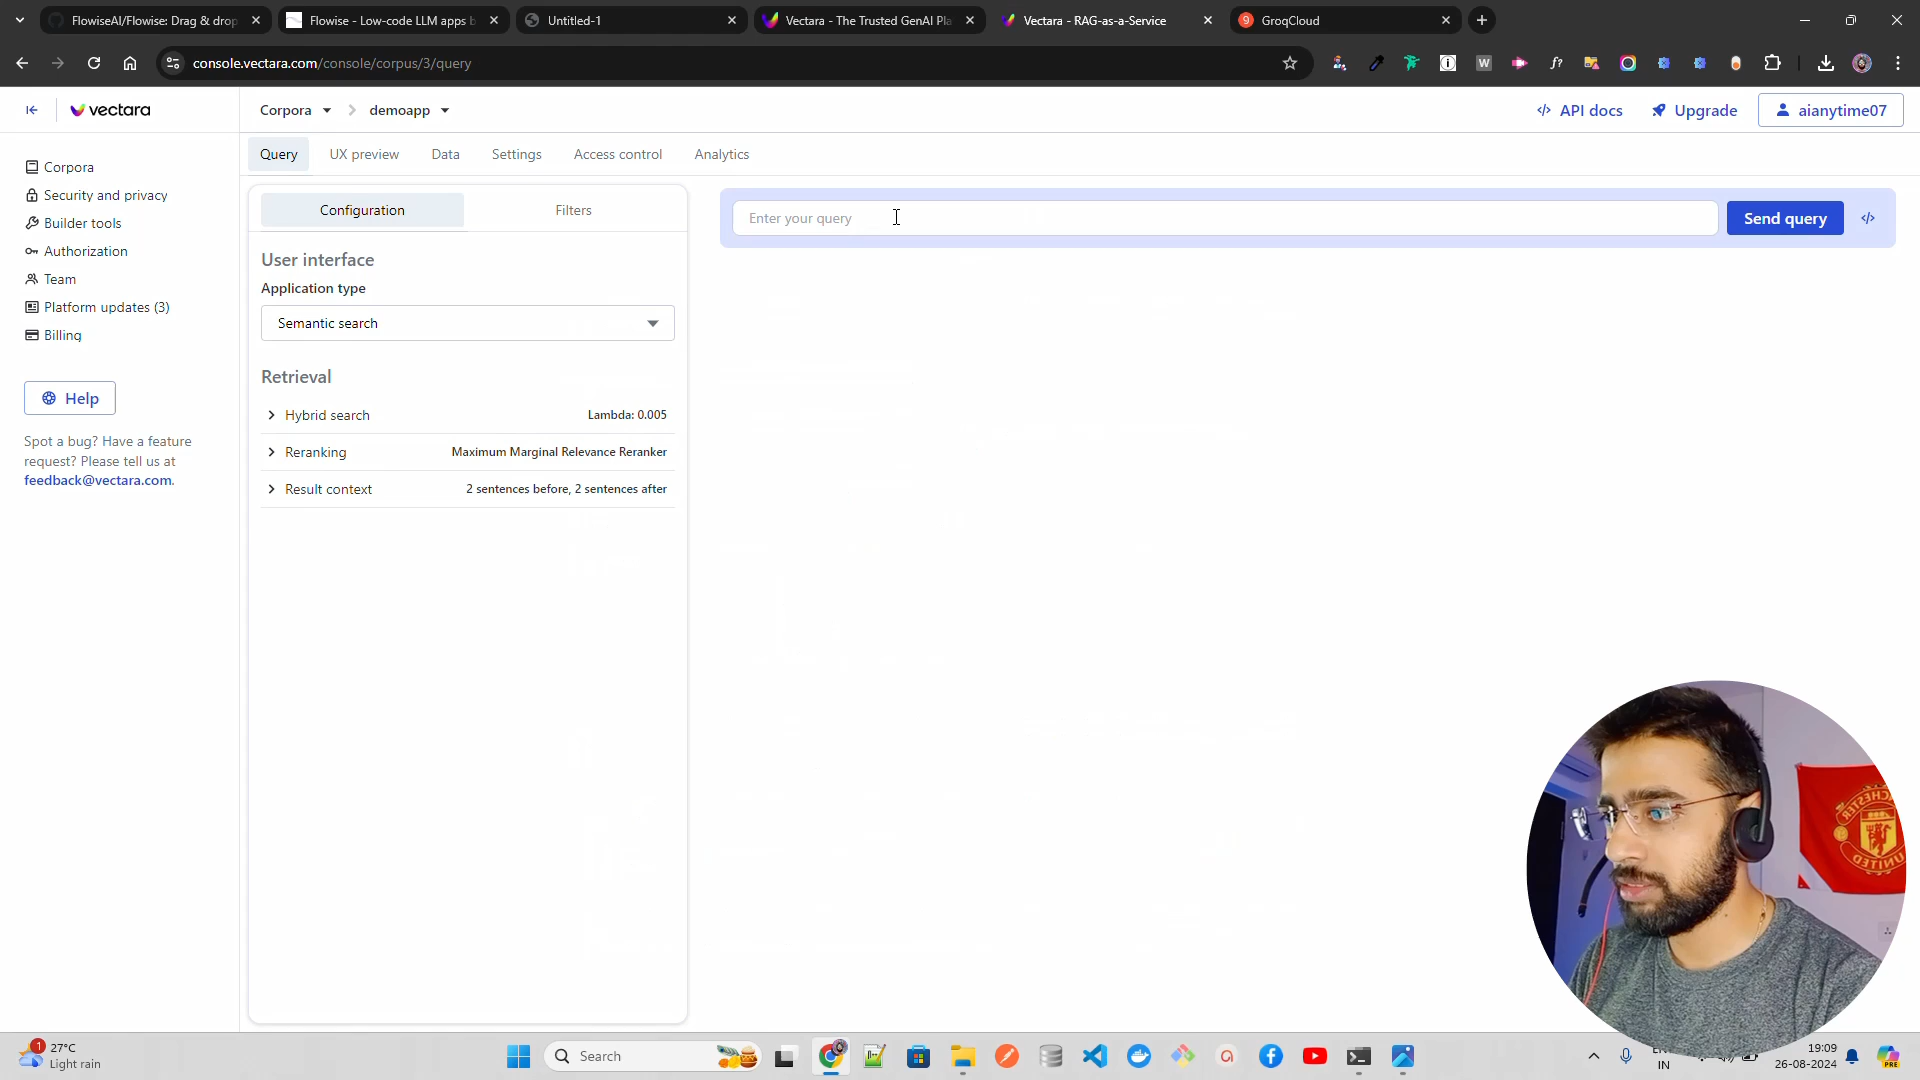 FlowiseAI/Flowise: Drag & drop
Flowise - Low-code LLM apps b
Untitled-1
Vectara - The Trusted GenAI Pla
Vectara - RAG-as-a-Service
GroqCloud
console.vectara.com/console/corpus/3/query
vectara
Corpora
demoapp
API docs
Upgrade
aianytime07
Query
UX preview
Data
Settings
Access control
Analytics
Corpora
Security and privacy
Builder tools
Authorization
Team
Platform updates (3)
Billing
Help
Spot a bug? Have a feature
request? Please tell us at
feedback@vectara.com.
Configuration
Filters
User interface
Application type
Semantic search
Retrieval
Hybrid search
Lambda: 0.005
Reranking
Maximum Marginal Relevance Reranker
Result context
2 sentences before, 2 sentences after
Enter your query
Send query
UNITED
1
27°C
Light rain
Search
IN
19:09
26-08-2024
PRE